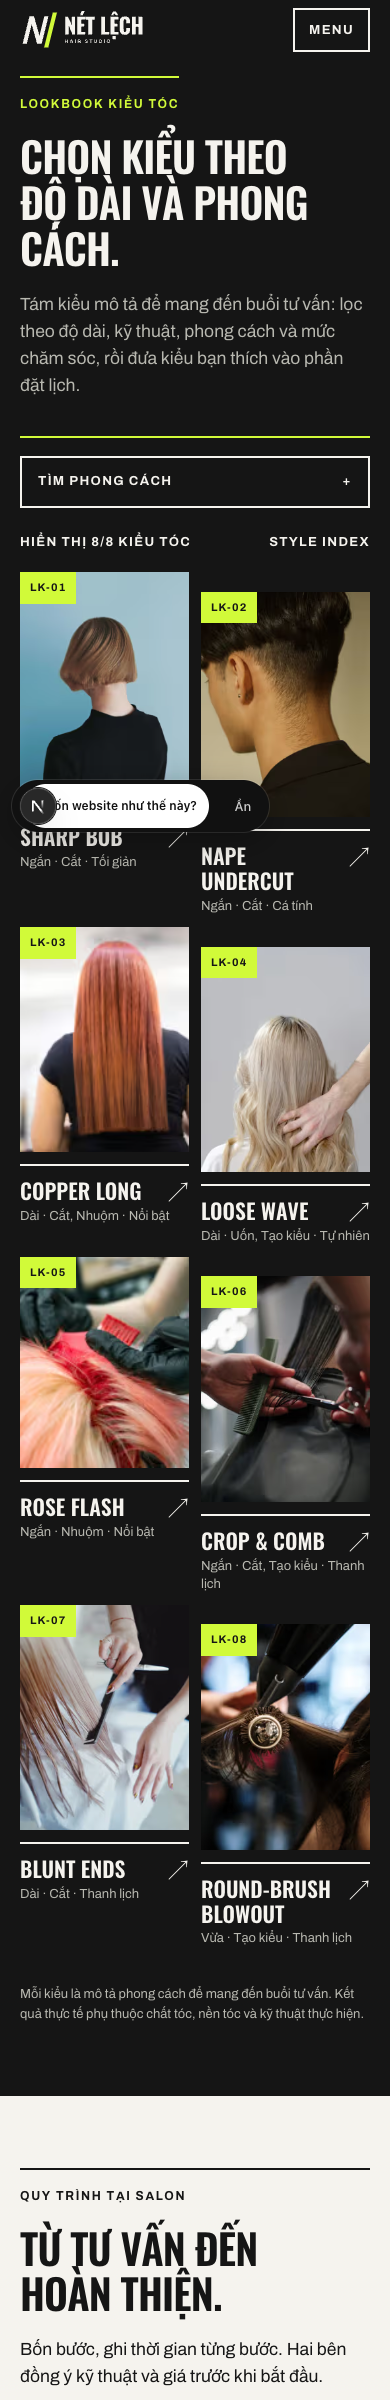 NÉT LỆCH
HAIR STUDIO
MENU
LOOKBOOK KIỂU TÓC
CHỌN KIỂU THEO
ĐỘ DÀI VÀ PHONG
CÁCH.
Tám kiểu mô tả để mang đến buổi tư vấn: lọc
theo độ dài, kỹ thuật, phong cách và mức
chăm sóc, rồi đưa kiểu bạn thích vào phần
đặt lịch.
TÌM PHONG CÁCH +
HIỂN THỊ 8/8 KIỂU TÓC STYLE INDEX
LK-01
LK-02
website như thế này? Ẩn
SHARP BOB
Ngắn · Cắt · Tối giản
NAPE
UNDERCUT
Ngắn · Cắt · Cá tính
LK-03
LK-04
COPPER LONG
Dài · Cắt, Nhuộm · Nổi bật
LOOSE WAVE
Dài · Uốn, Tạo kiểu · Tự nhiên
LK-05
LK-06
ROSE FLASH
Ngắn · Nhuộm · Nổi bật
CROP & COMB
Ngắn · Cắt, Tạo kiểu · Thanh
lịch
LK-07
LK-08
BLUNT ENDS
Dài · Cắt · Thanh lịch
ROUND-BRUSH
BLOWOUT
Vừa · Tạo kiểu · Thanh lịch
Mỗi kiểu là mô tả phong cách để mang đến buổi tư vấn. Kết
quả thực tế phụ thuộc chất tóc, nền tóc và kỹ thuật thực hiện.
QUY TRÌNH TẠI SALON
TỪ TƯ VẤN ĐẾN
HOÀN THIỆN.
Bốn bước, ghi thời gian từng bước. Hai bên
đồng ý kỹ thuật và giá trước khi bắt đầu.